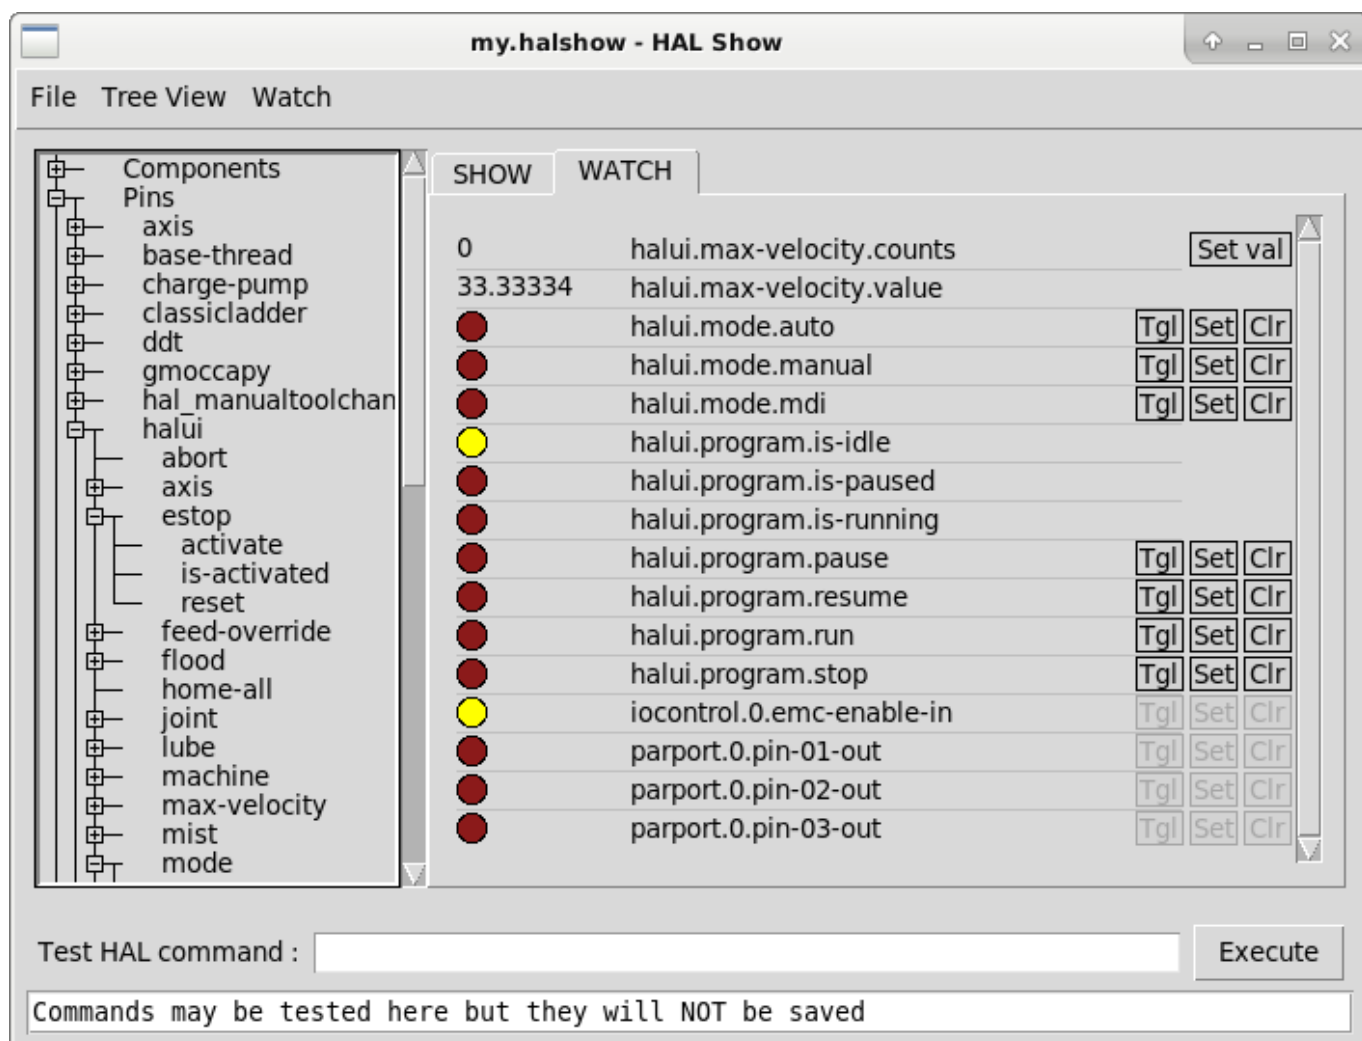 my.halshow - HAL Show
File Tree View Watch
Components
Pins
axis
base-thread
charge-pump
classicladder
ddt
gmoccapy
hal_manualtoolchan
halui
abort
axis
estop
activate
is-activated
reset
feed-override
flood
home-all
joint
lube
machine
max-velocity
mist
mode
SHOW WATCH
0 halui.max-velocity.counts Set val
33.33334 halui.max-velocity.value
halui.mode.auto Tgl Set Clr
halui.mode.manual Tgl Set Clr
halui.mode.mdi Tgl Set Clr
halui.program.is-idle
halui.program.is-paused
halui.program.is-running
halui.program.pause Tgl Set Clr
halui.program.resume Tgl Set Clr
halui.program.run Tgl Set Clr
halui.program.stop Tgl Set Clr
iocontrol.0.emc-enable-in Tgl Set Clr
parport.0.pin-01-out Tgl Set Clr
parport.0.pin-02-out Tgl Set Clr
parport.0.pin-03-out Tgl Set Clr
Test HAL command : Execute
Commands may be tested here but they will NOT be saved